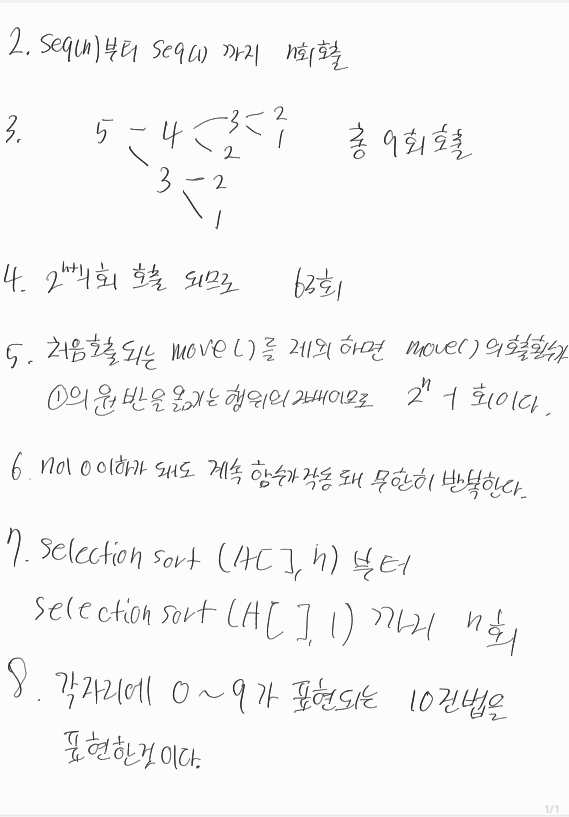 2. Seq(n)부터 Seq(1) 까지 n회호출
3. 5 - 4 3 - 2 총 9회 호출
2 1
3 - 2
1
4. 2ⁿ⁺¹-1회 호출 되므로 63회
5. 처음호출되는 move()를 제외하면 move()의호출횟수가
①의 원반을옮기는행위의2배이므로 2ⁿ-1 회이다.
6. n이 0이하가 돼도 계속 함수가작동돼 무한히 반복한다.
7. Selection sort (A[ ], n) 부터
Selection sort (A[ ], 1) 까지 n회
8. 각자리에 0 ~ 9가 표현되는 10진법을
표현한것이다.
1/1